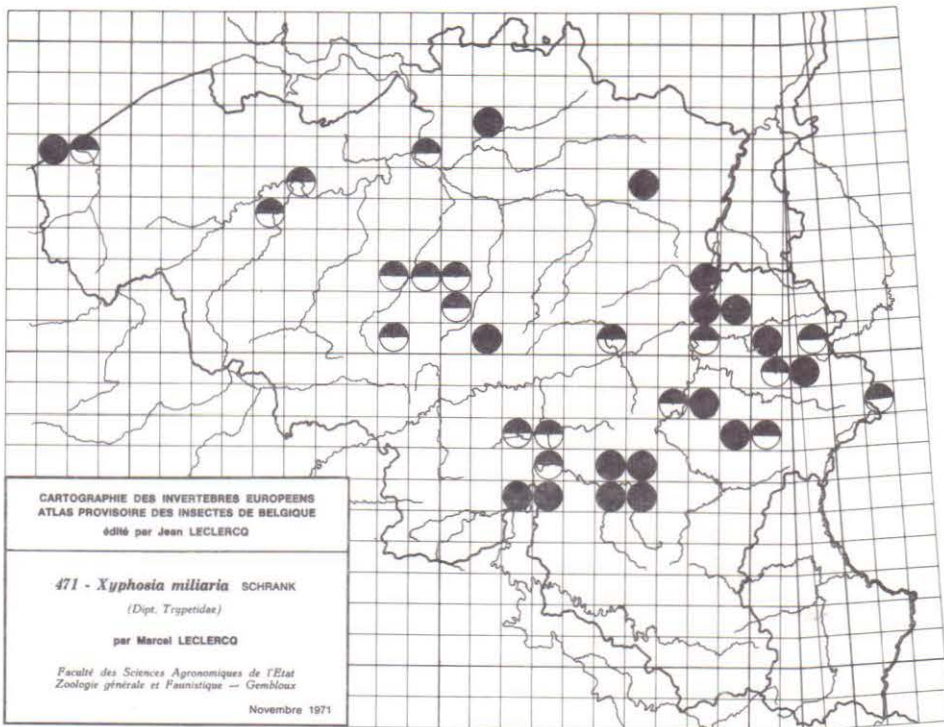 CARTOGRAPHIE DES INVERTEBRES EUROPEENS
ATLAS PROVISOIRE DES INSECTES DE BELGIQUE
édité par Jean LECLERCQ
471 - Xyphosia miliaria SCHRANK
(Dipt. Trypetidae)
par Marcel LECLERCQ
Faculté des Sciences Agronomiques de l'Etat
Zoologie générale et Faunistique — Gembloux
Novembre 1971